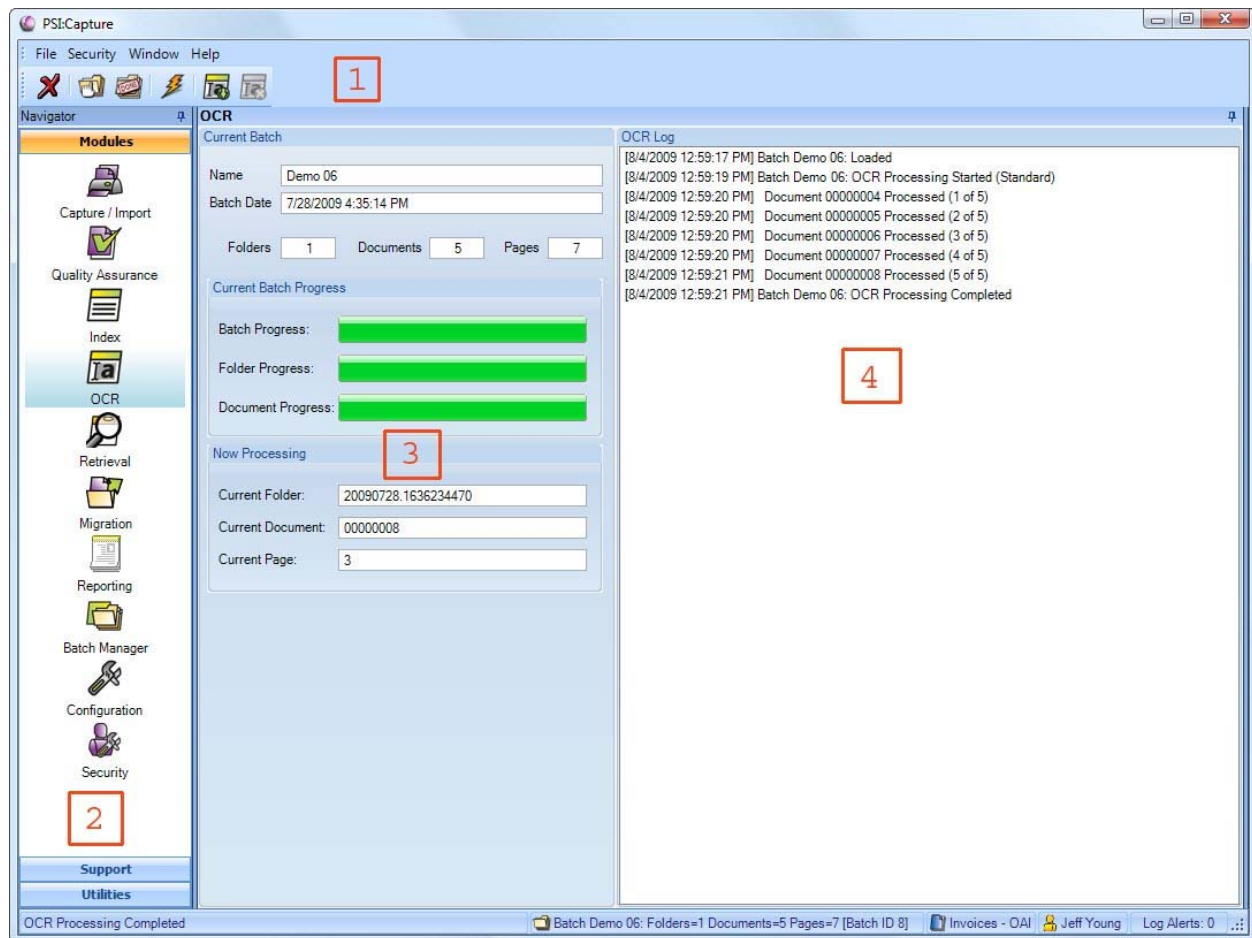 PSI:Capture
File Security Window Help
1
Navigator
OCR
Modules
Capture / Import
Quality Assurance
Index
OCR
Retrieval
Migration
Reporting
Batch Manager
Configuration
Security
2
Support
Utilities
Current Batch
Name Demo 06
Batch Date 7/28/2009 4:35:14 PM
Folders 1 Documents 5 Pages 7
Current Batch Progress
Batch Progress:
Folder Progress:
Document Progress:
3
Now Processing
Current Folder: 20090728.1636234470
Current Document: 00000008
Current Page: 3
OCR Log
[8/4/2009 12:59:17 PM] Batch Demo 06: Loaded
[8/4/2009 12:59:19 PM] Batch Demo 06: OCR Processing Started (Standard)
[8/4/2009 12:59:20 PM] Document 00000004 Processed (1 of 5)
[8/4/2009 12:59:20 PM] Document 00000005 Processed (2 of 5)
[8/4/2009 12:59:20 PM] Document 00000006 Processed (3 of 5)
[8/4/2009 12:59:20 PM] Document 00000007 Processed (4 of 5)
[8/4/2009 12:59:21 PM] Document 00000008 Processed (5 of 5)
[8/4/2009 12:59:21 PM] Batch Demo 06: OCR Processing Completed
4
OCR Processing Completed
Batch Demo 06: Folders=1 Documents=5 Pages=7 [Batch ID 8] Invoices - OAI Jeff Young Log Alerts: 0